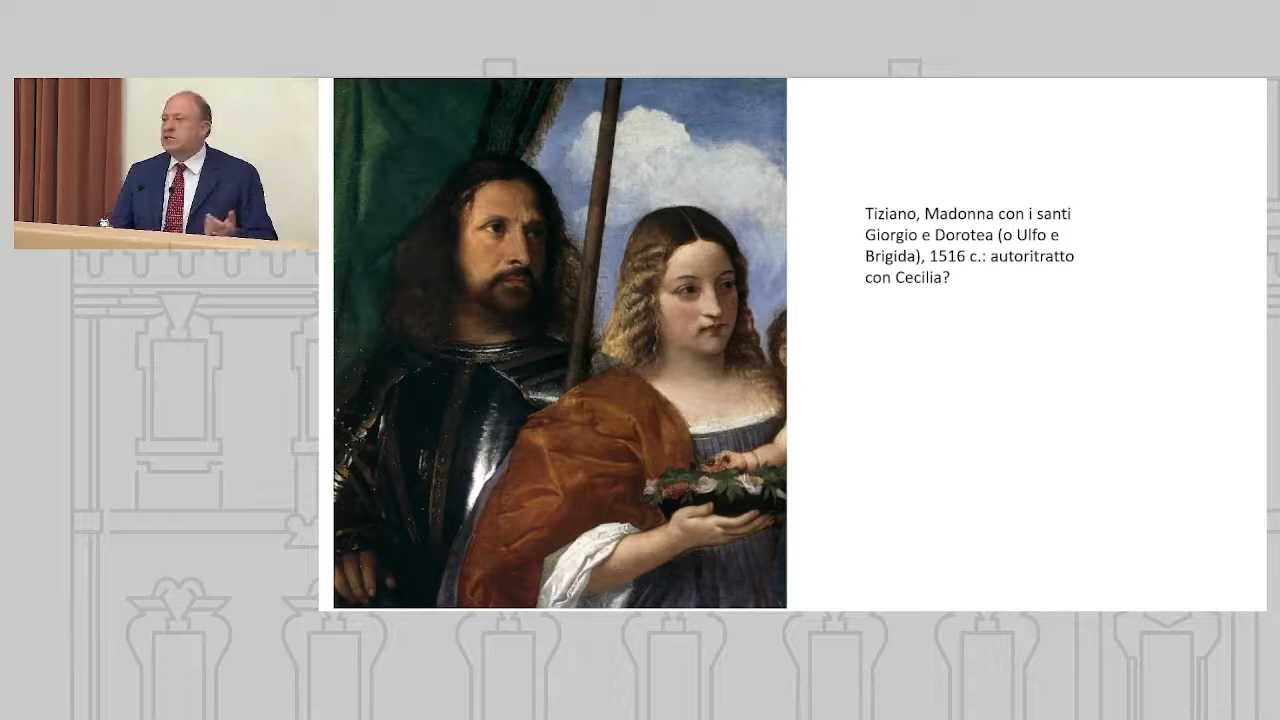 Tiziano, Madonna con i santi
Giorgio e Dorotea (o Ulfo e
Brigida), 1516 c.: autoritratto
con Cecilia?